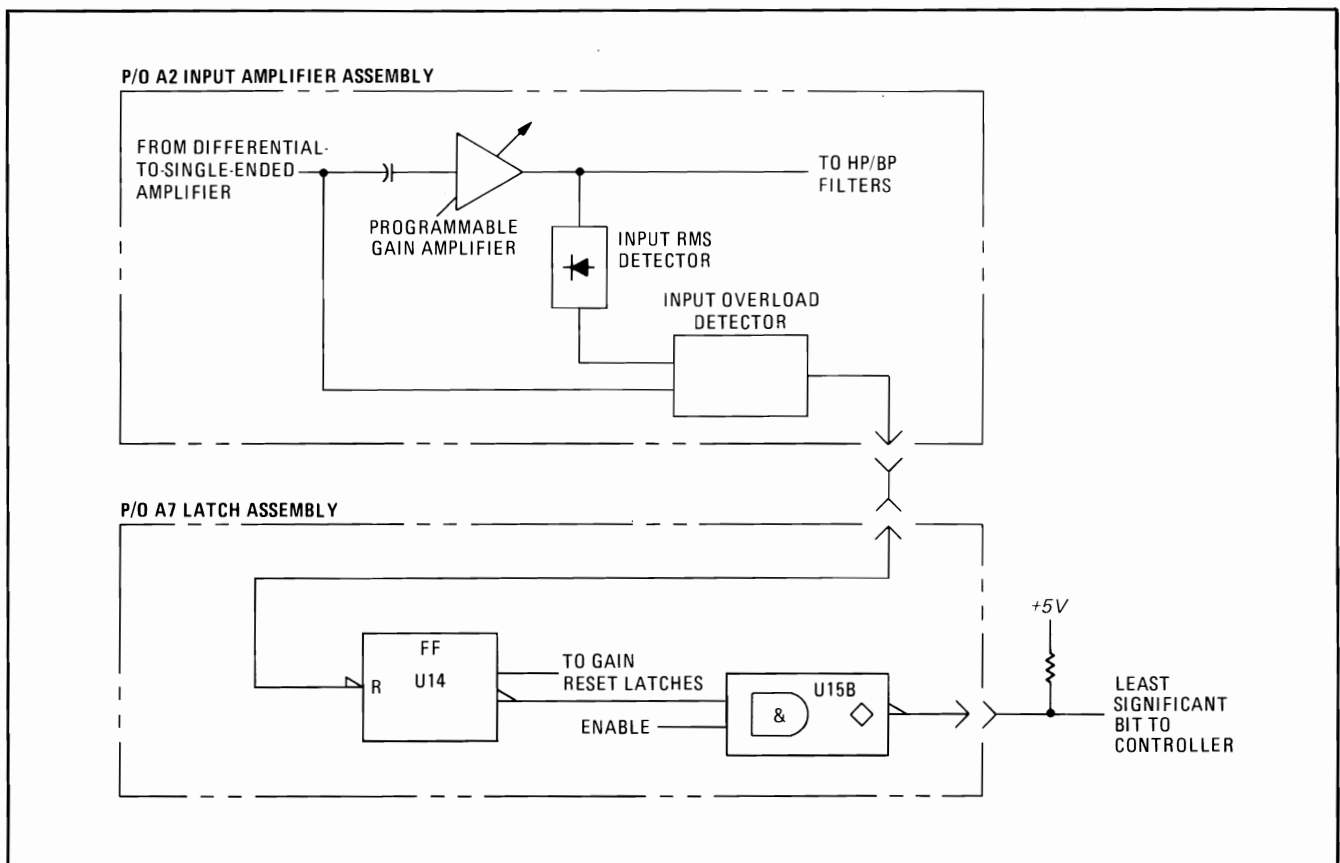 P/O A2 INPUT AMPLIFIER ASSEMBLY
FROM DIFFERENTIAL-
TO-SINGLE-ENDED
AMPLIFIER
PROGRAMMABLE
GAIN AMPLIFIER
TO HP/BP
FILTERS
INPUT RMS
DETECTOR
INPUT OVERLOAD
DETECTOR
P/O A7 LATCH ASSEMBLY
FF
U14
R
TO GAIN
RESET LATCHES
ENABLE
U15B
&
+5V
LEAST
SIGNIFICANT
BIT TO
CONTROLLER